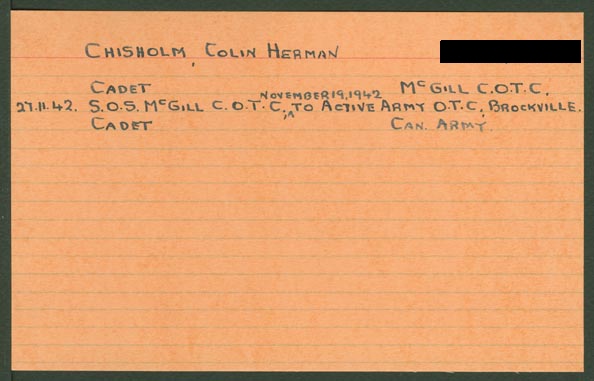 CHISHOLM, COLIN HERMAN
CADET McGILL C.O.T.C.
NOVEMBER 19, 1942
27.11.42. S.O.S. McGILL C.O.T.C., TO ACTIVE ARMY O.T.C., BROCKVILLE.
CADET CAN. ARMY.